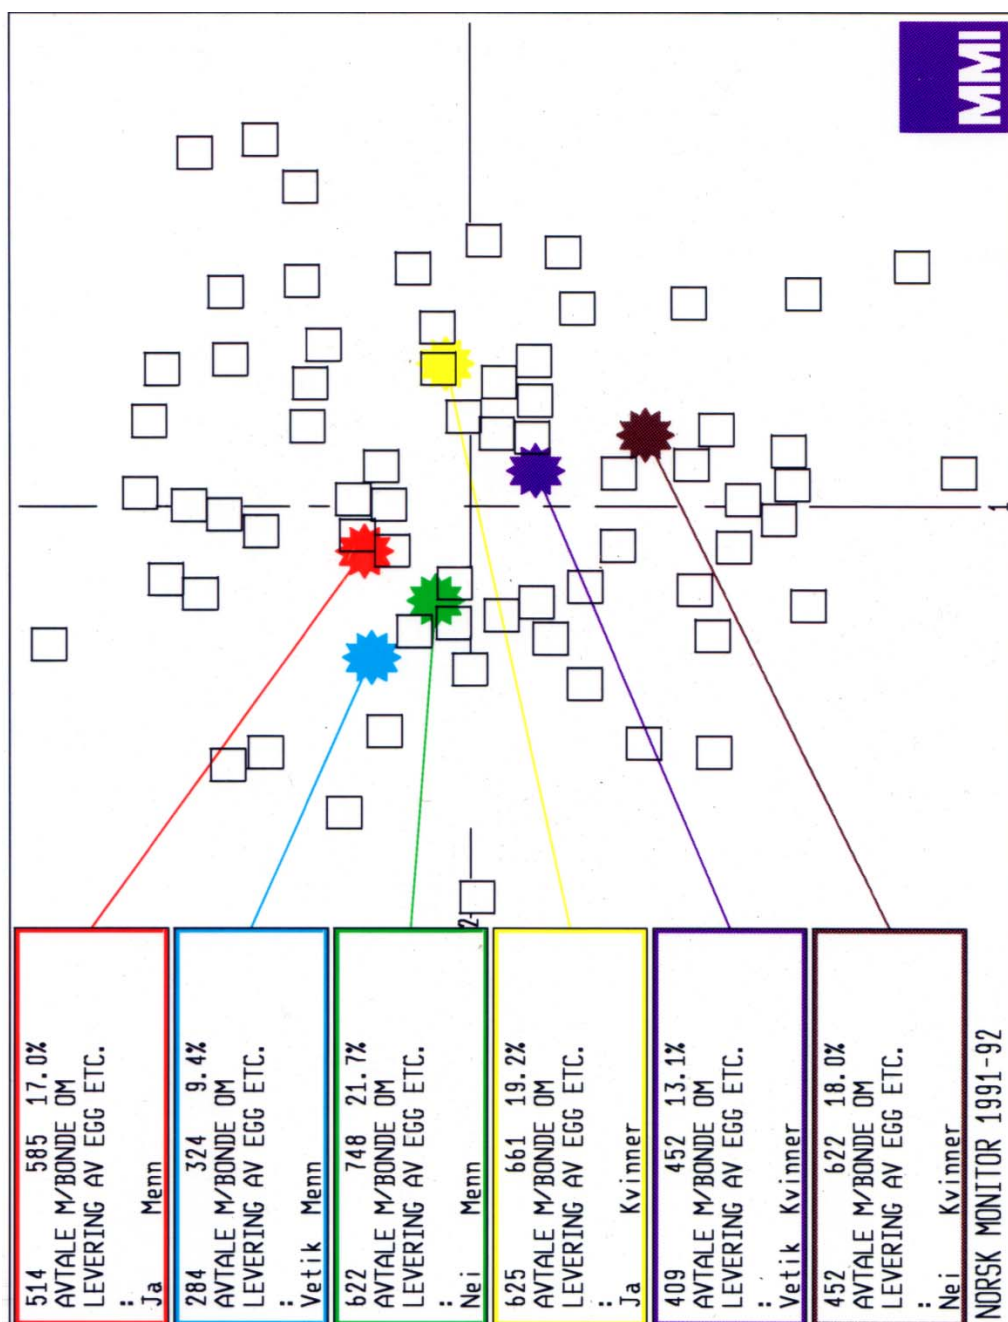 MMI
1
2
514 585 17.0%
AVTALE M/BONDE OM
LEVERING AV EGG ETC.
:
Ja Menn
284 324 9.4%
AVTALE M/BONDE OM
LEVERING AV EGG ETC.
:
Vetik Menn
622 748 21.7%
AVTALE M/BONDE OM
LEVERING AV EGG ETC.
:
Nei Menn
625 661 19.2%
AVTALE M/BONDE OM
LEVERING AV EGG ETC.
:
Ja Kvinner
409 452 13.1%
AVTALE M/BONDE OM
LEVERING AV EGG ETC.
:
Vetik Kvinner
452 622 18.0%
AVTALE M/BONDE OM
LEVERING AV EGG ETC.
:
Nei Kvinner
NORSK MONITOR 1991-92